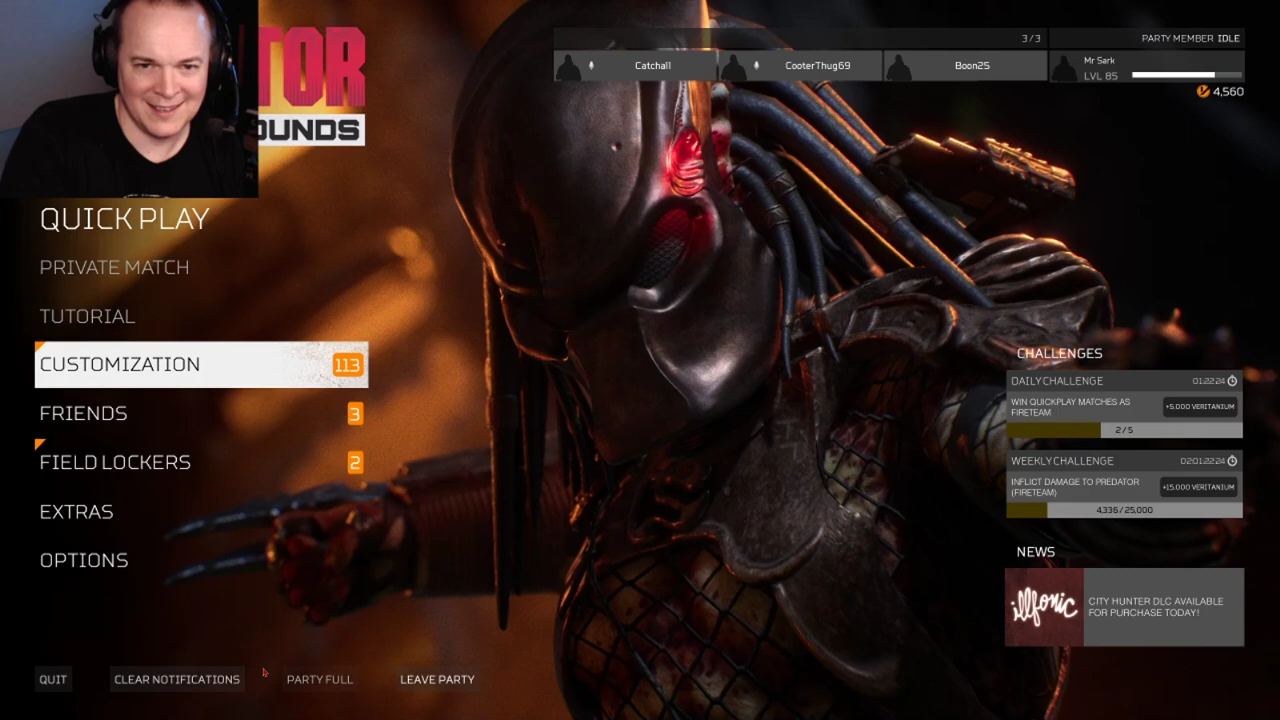 TOR
OUNDS
3/3
PARTY MEMBER IDLE
Catchall
CooterThug69
Boon25
Mr Sark
LVL 85
4,560
QUICK PLAY
PRIVATE MATCH
TUTORIAL
CUSTOMIZATION 113
FRIENDS 3
FIELD LOCKERS 2
EXTRAS
OPTIONS
CHALLENGES
DAILY CHALLENGE 01:22:24
WIN QUICKPLAY MATCHES AS
FIRETEAM
+5,000 VERITANIUM
2 / 5
WEEKLY CHALLENGE 02:01:22:24
INFLICT DAMAGE TO PREDATOR
(FIRETEAM)
+15,000 VERITANIUM
4,336 / 25,000
NEWS
illfonic
CITY HUNTER DLC AVAILABLE
FOR PURCHASE TODAY!
QUIT
CLEAR NOTIFICATIONS
PARTY FULL
LEAVE PARTY